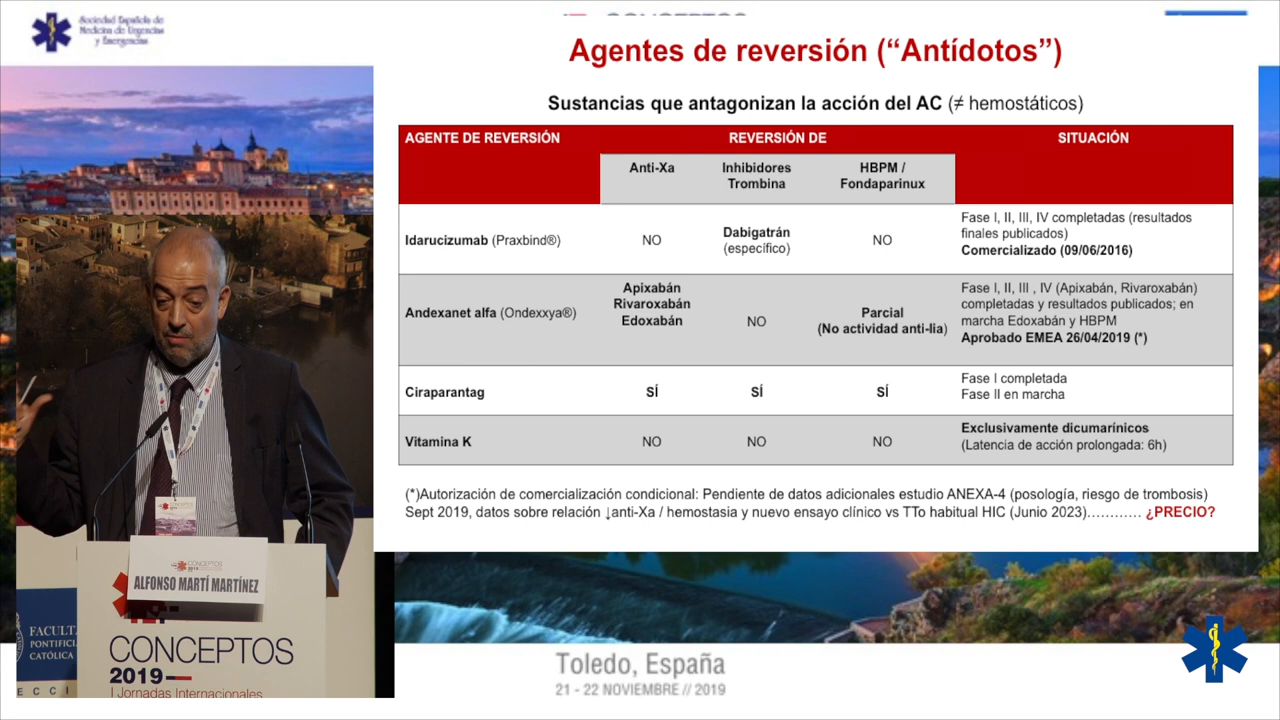 Sociedad Española de
Medicina de Urgencias
y Emergencias
CONCEPTOS
Agentes de reversión (“Antídotos”)
Sustancias que antagonizan la acción del AC (≠ hemostáticos)
AGENTE DE REVERSIÓN REVERSIÓN DE SITUACIÓN
Anti-Xa Inhibidores Trombina HBPM / Fondaparinux
Idarucizumab (Praxbind®) NO Dabigatrán (específico) NO Fase I, II, III, IV completadas (resultados
finales publicados)
Comercializado (09/06/2016)
Andexanet alfa (Ondexxya®) Apixabán Rivaroxabán Edoxabán NO Parcial (No actividad anti-Iia) Fase I, II, III , IV (Apixabán, Rivaroxabán)
completadas y resultados publicados; en
marcha Edoxabán y HBPM
Aprobado EMEA 26/04/2019 (*)
Ciraparantag SÍ SÍ SÍ Fase I completada
Fase II en marcha
Vitamina K NO NO NO Exclusivamente dicumarínicos
(Latencia de acción prolongada: 6h)
(*)Autorización de comercialización condicional: Pendiente de datos adicionales estudio ANEXA-4 (posología, riesgo de trombosis)
Sept 2019, datos sobre relación ↓anti-Xa / hemostasia y nuevo ensayo clínico vs TTo habitual HIC (Junio 2023)………… ¿PRECIO?
CONCEPTOS
2019
ALFONSO MARTÍ MARTÍNEZ
FACULT
PONTIFICI
CATÓLICA
E C C I
CONCEPTOS
2019
I Jornadas Internacionales
Toledo, España
21 - 22 NOVIEMBRE // 2019